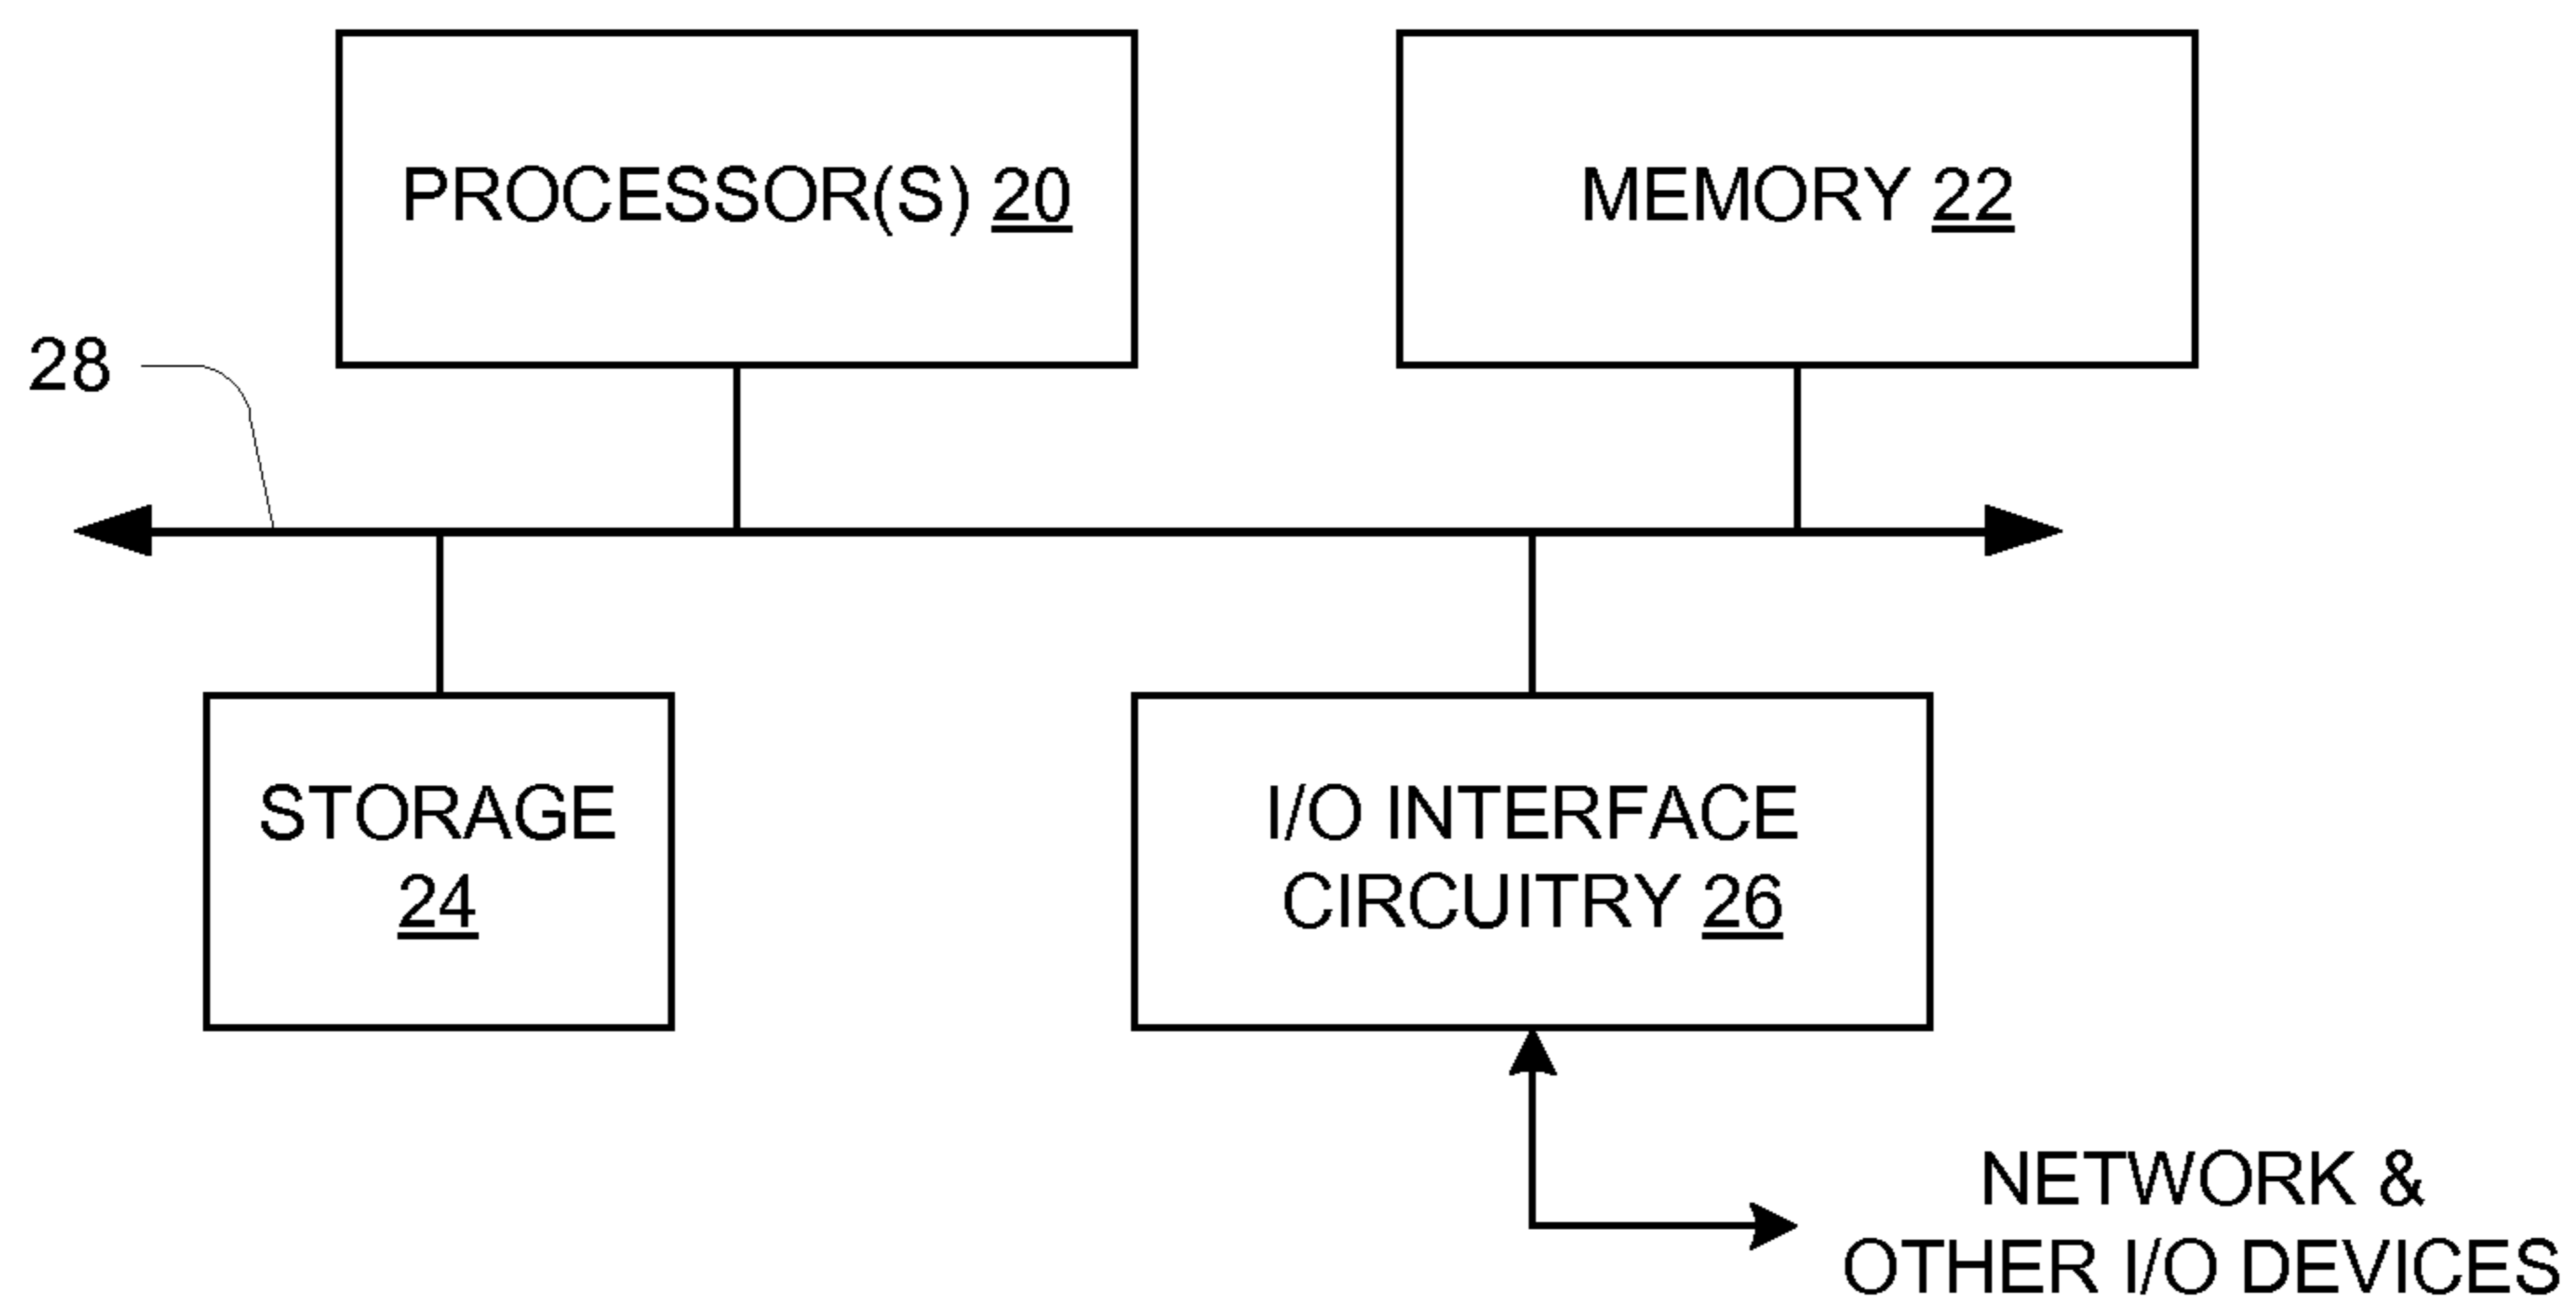 PROCESSOR(S) 20
MEMORY 22
28
STORAGE
24
I/O INTERFACE
CIRCUITRY 26
NETWORK &
OTHER I/O DEVICES